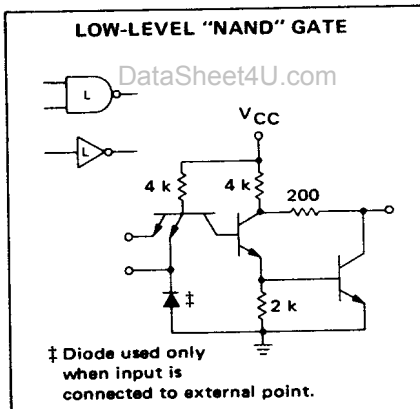 LOW-LEVEL "NAND" GATE
DataSheet4U.com
L
L
VCC
4 k
4 k
200
‡
2 k
‡ Diode used only
when input is
connected to external point.